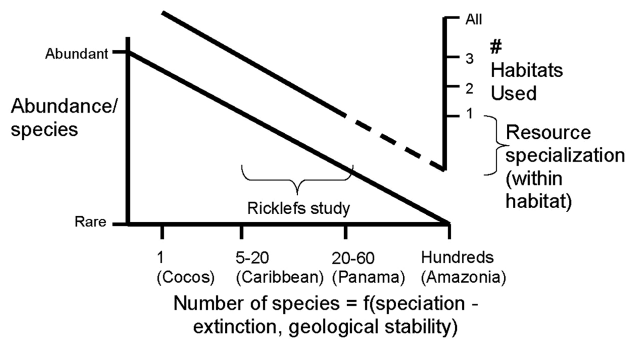 All
Abundant
3
#
Habitats
Used
2
1
Abundance/
species
Resource
specialization
(within
habitat)
Ricklefs study
Rare
1
(Cocos)
5-20
(Caribbean)
20-60
(Panama)
Hundreds
(Amazonia)
Number of species = f(speciation -
extinction, geological stability)